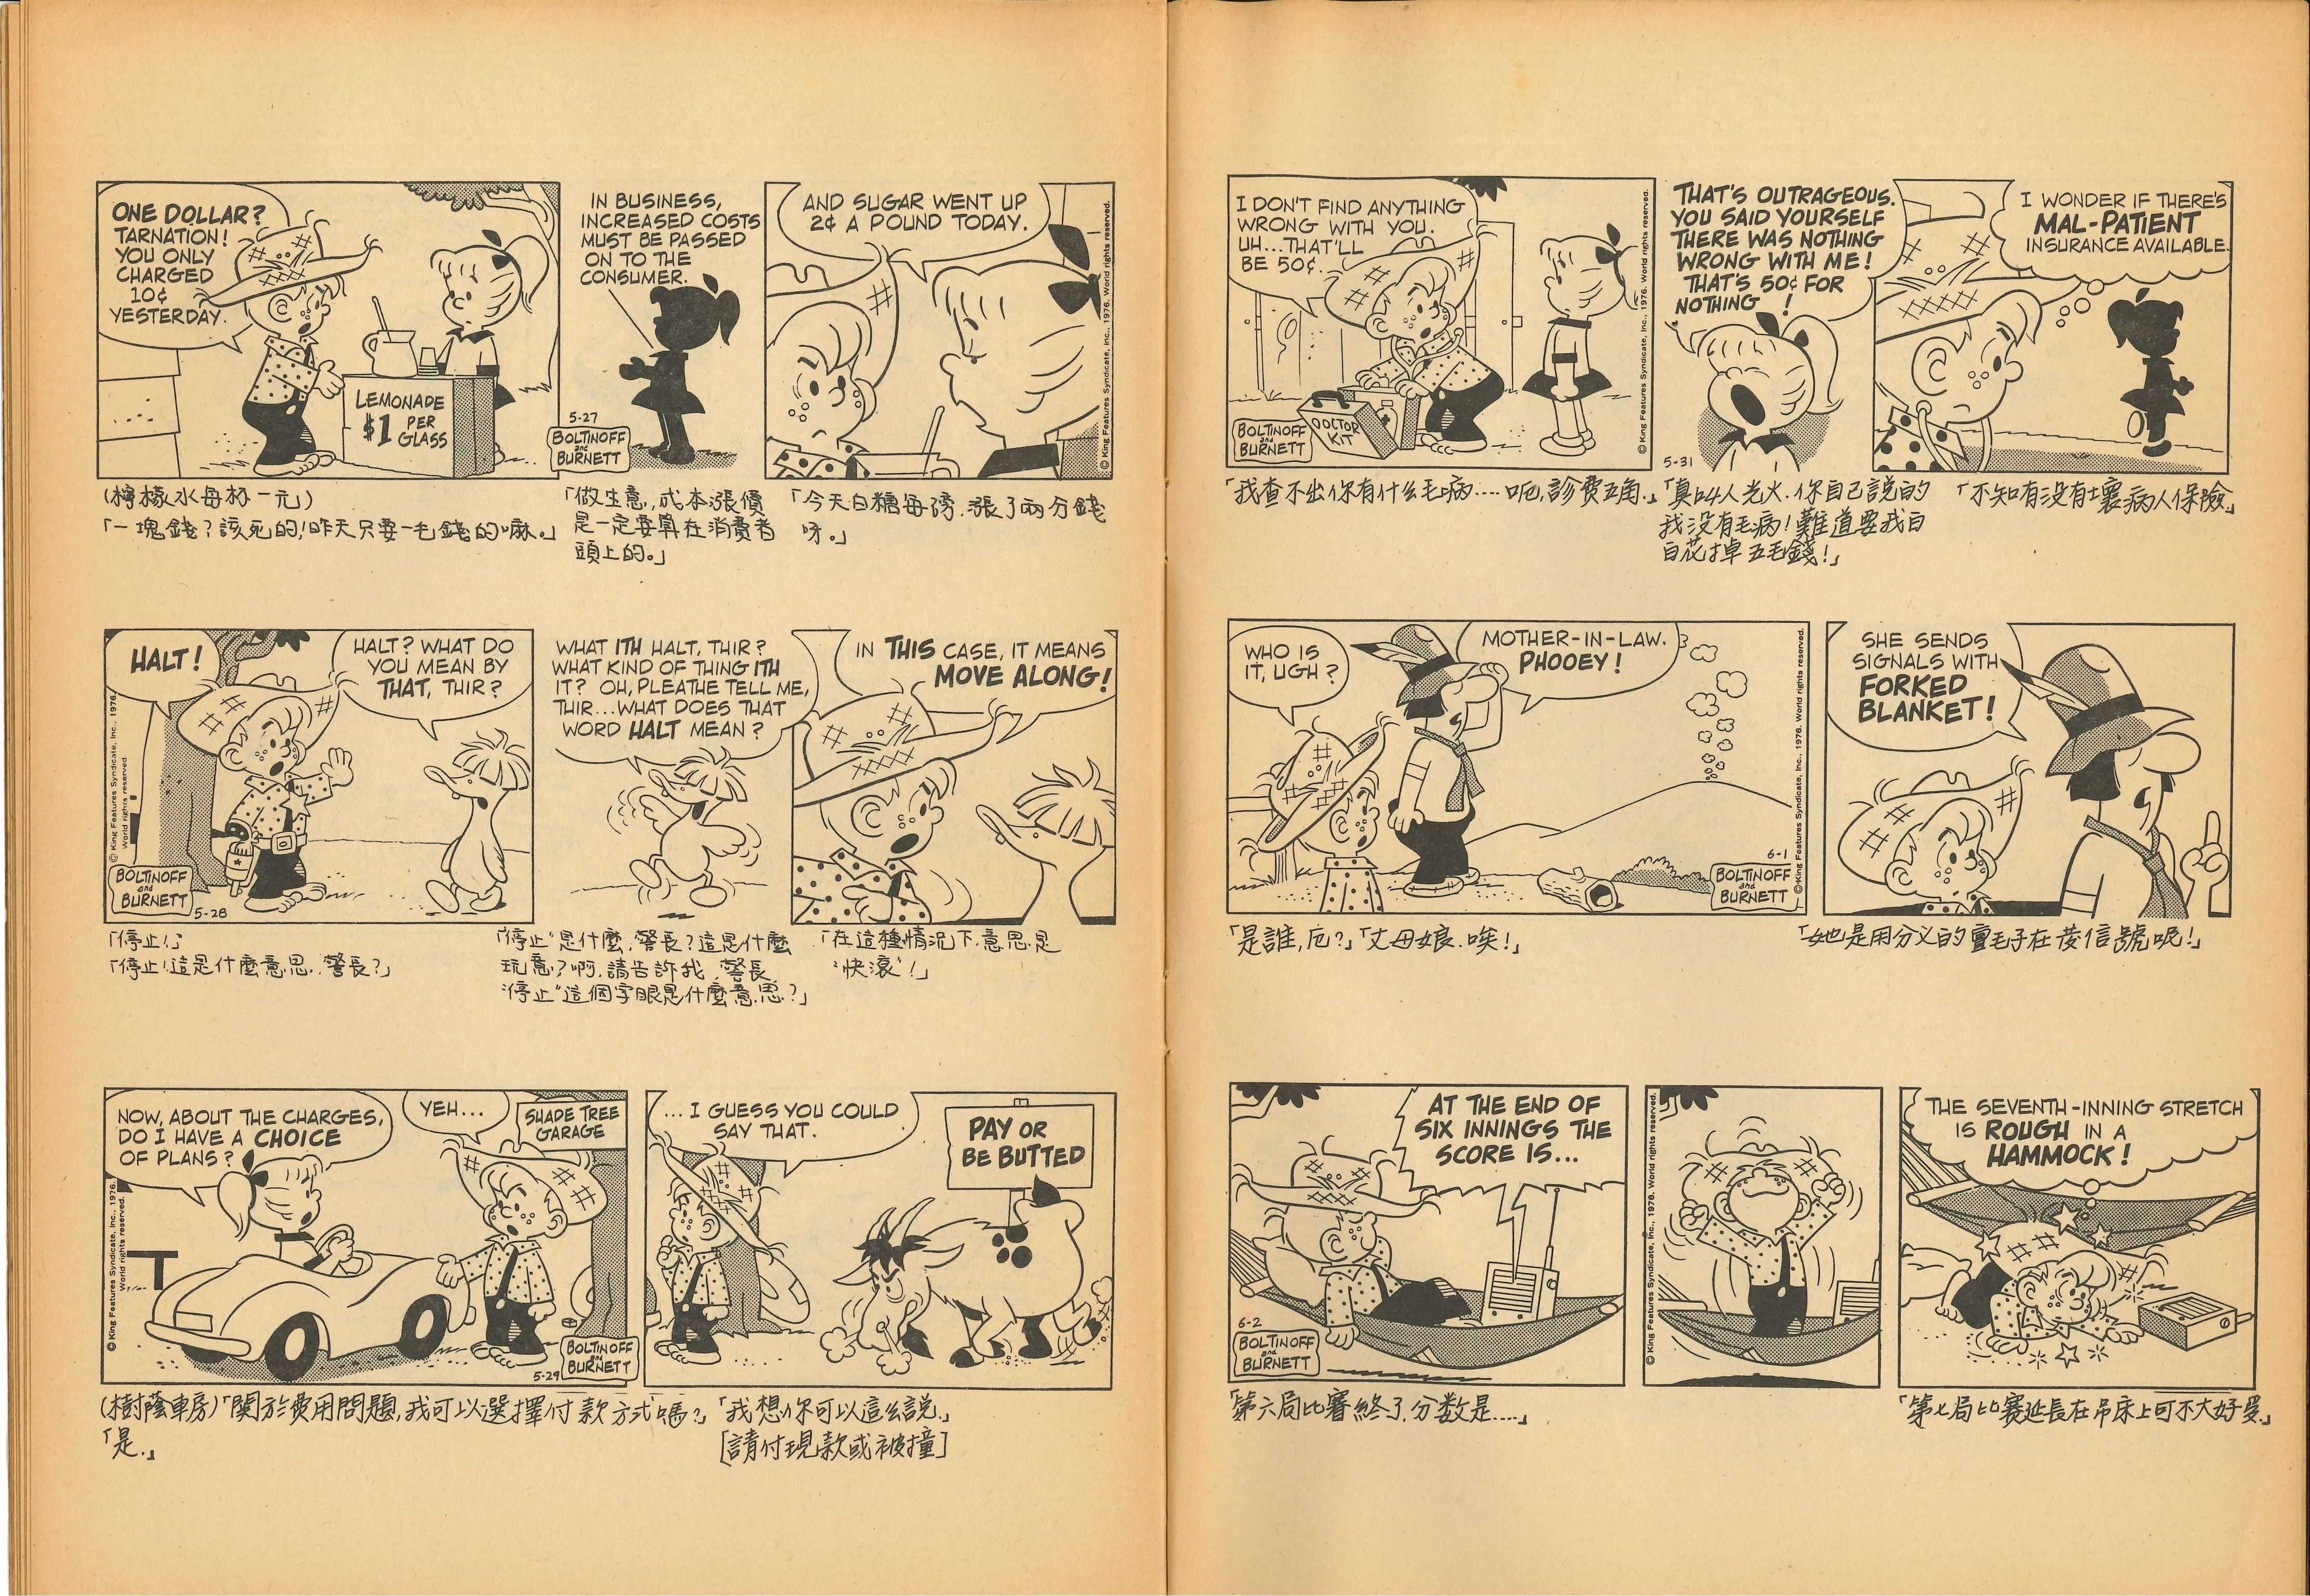 ONE DOLLAR?
TARNATION!
YOU ONLY
CHARGED
10¢
YESTERDAY.
LEMONADE
$1 PER
GLASS
IN BUSINESS,
INCREASED COSTS
MUST BE PASSED
ON TO THE
CONSUMER.
5-27
BOLTINOFF
and
BURNETT
AND SUGAR WENT UP
2¢ A POUND TODAY.
© King Features Syndicate, Inc., 1976. World rights reserved.
(檸檬水每杯一元」)
「一塊錢?該死的!昨天只要一毛錢的嘛。」
「做生意,成本漲價
是一定要算在消費者
頭上的。」
「今天白糖每磅.漲了兩分錢
呀。」
HALT!
HALT? WHAT DO
YOU MEAN BY
THAT, THIR?
© King Features Syndicate, Inc., 1976.
World rights reserved.
BOLTINOFF
and
BURNETT
5-28
WHAT ITH HALT, THIR?
WHAT KIND OF THING ITH
IT? OH, PLEATHE TELL ME,
THIR...WHAT DOES THAT
WORD HALT MEAN?
IN THIS CASE, IT MEANS
MOVE ALONG!
「停止!」
「停止!這是什麼意思.警長?」
「"停止"是什麼,警長?這是什麼
玩意?啊.請告訴我.警長
"停止"這個字眼是什麼意思?」
「在這種情況下.意思是
"快滾"!」
NOW, ABOUT THE CHARGES,
DO I HAVE A CHOICE
OF PLANS?
YEH...
SHADE TREE
GARAGE
© King Features Syndicate, Inc., 1976.
World rights reserved.
5-29
BOLTINOFF
and
BURNETT
...I GUESS YOU COULD
SAY THAT.
PAY OR
BE BUTTED
(樹蔭車房)「関於費用問題,我可以選擇付款方式嗎?」
「是.」
「我想你可以這么説.」
[請付現款或被撞]
I DON'T FIND ANYTHING
WRONG WITH YOU.
UH...THAT'LL
BE 50¢.
DOCTOR
KIT
BOLTINOFF
and
BURNETT
© King Features Syndicate, Inc., 1976. World rights reserved.
THAT'S OUTRAGEOUS.
YOU SAID YOURSELF
THERE WAS NOTHING
WRONG WITH ME!
THAT'S 50¢ FOR
NOTHING!
5-31
I WONDER IF THERE'S
MAL-PATIENT
INSURANCE AVAILABLE.
「我查不出你有什么毛病....呃,診費五角.」
「真叫人光火.你自己説的
我没有毛病!難道要我白
白花掉五毛錢!」
「不知有没有壞病人保險」
WHO IS
IT, UGH?
MOTHER-IN-LAW.
PHOOEY!
6-1
BOLTINOFF
and
BURNETT
© King Features Syndicate, Inc., 1976. World rights reserved.
SHE SENDS
SIGNALS WITH
FORKED
BLANKET!
「是誰,厄?」「丈母娘.唉!」
「她是用分义的氈子在發信號呢!」
AT THE END OF
SIX INNINGS THE
SCORE IS...
6-2
BOLTINOFF
and
BURNETT
© King Features Syndicate, Inc., 1976. World rights reserved.
THE SEVENTH-INNING STRETCH
IS ROUGH IN A
HAMMOCK!
「第六局比賽終了.分数是....」
「第七局比賽延長在吊床上可不大好受」